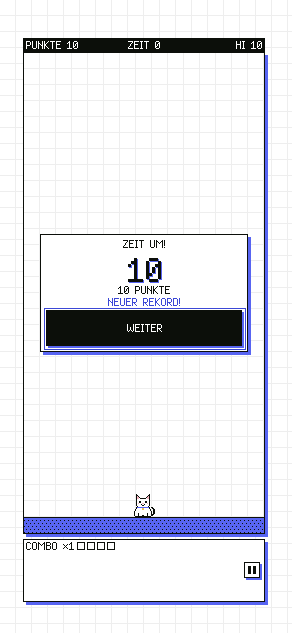 PUNKTE 10 ZEIT 0 HI 10
ZEIT UM!
10
10 PUNKTE
NEUER REKORD!
WEITER
COMBO ×1